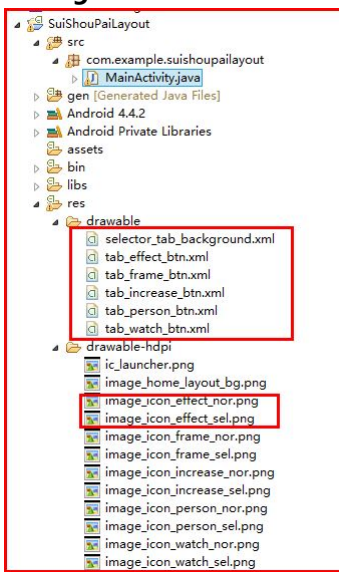 SuiShouPaiLayout
src
com.example.suishoupailayout
MainActivity.java
gen [Generated Java Files]
Android 4.4.2
Android Private Libraries
assets
bin
libs
res
drawable
selector_tab_background.xml
tab_effect_btn.xml
tab_frame_btn.xml
tab_increase_btn.xml
tab_person_btn.xml
tab_watch_btn.xml
drawable-hdpi
ic_launcher.png
image_home_layout_bg.png
image_icon_effect_nor.png
image_icon_effect_sel.png
image_icon_frame_nor.png
image_icon_frame_sel.png
image_icon_increase_nor.png
image_icon_increase_sel.png
image_icon_person_nor.png
image_icon_person_sel.png
image_icon_watch_nor.png
image_icon_watch_sel.png